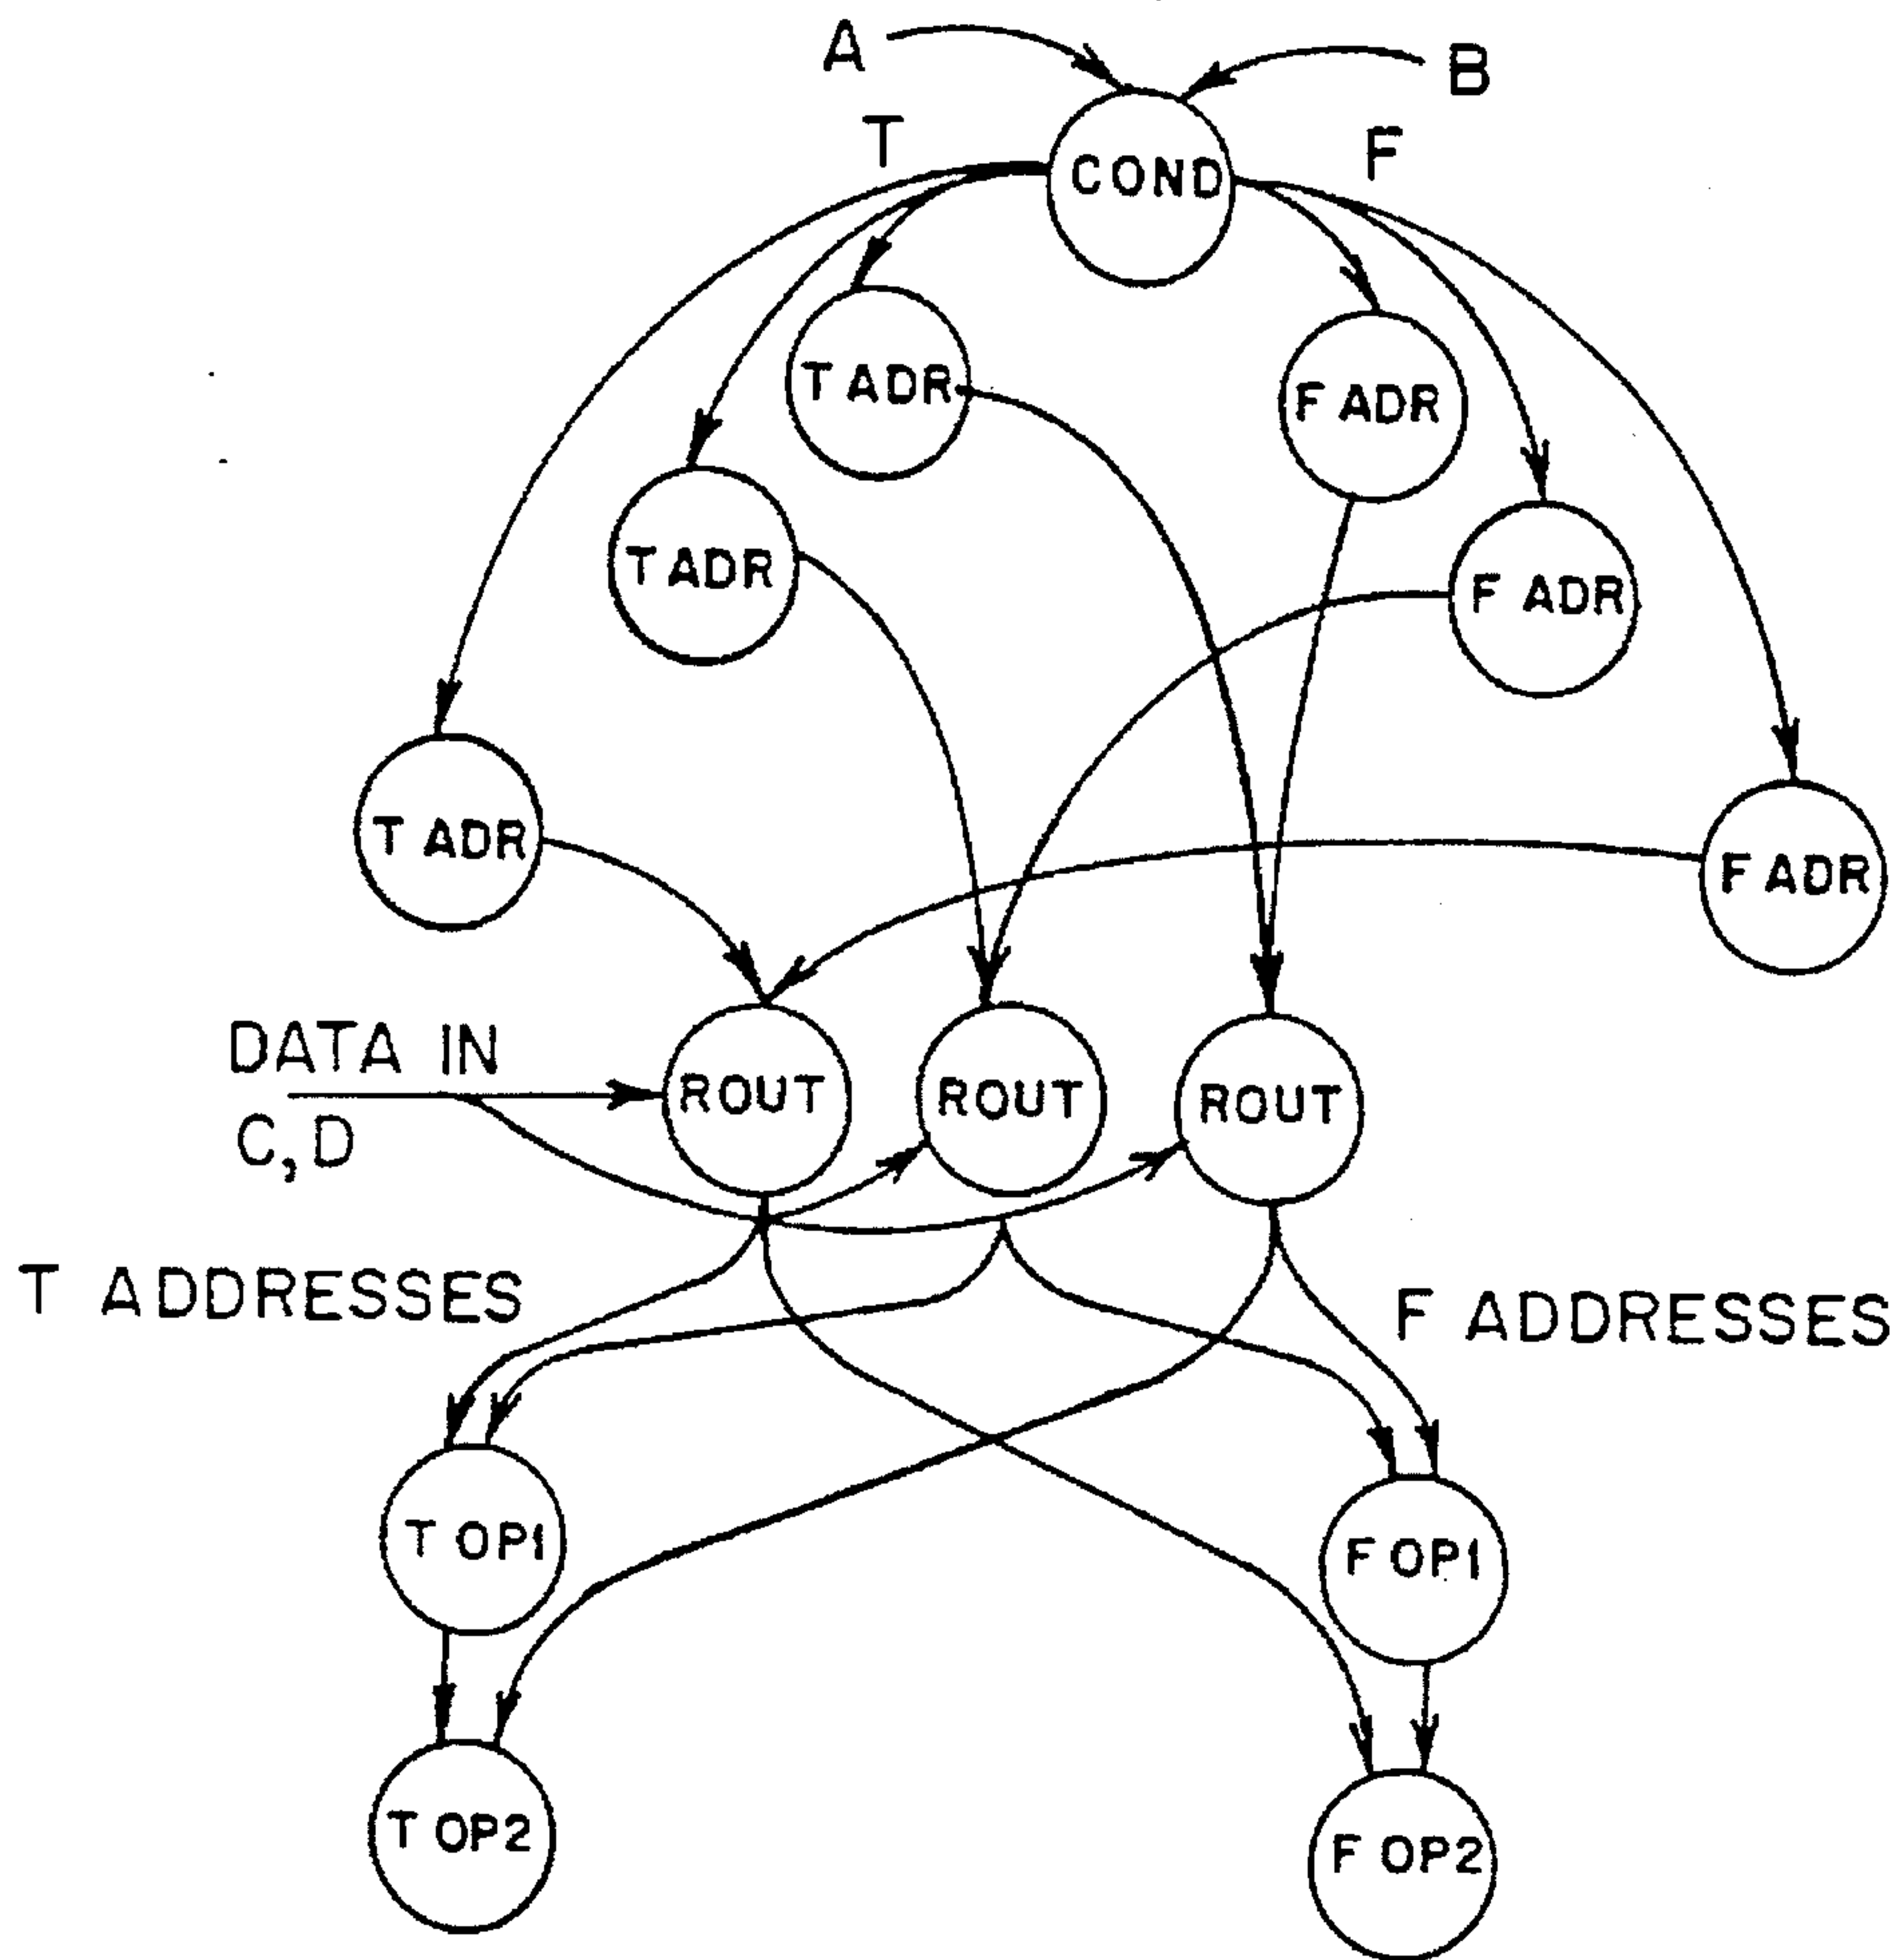 A
B
T
F
COND
T ADR
F ADR
T ADR
F ADR
T ADR
F ADR
DATA IN
C, D
ROUT
ROUT
ROUT
T ADDRESSES
F ADDRESSES
T OP1
F OP1
T OP2
F OP2